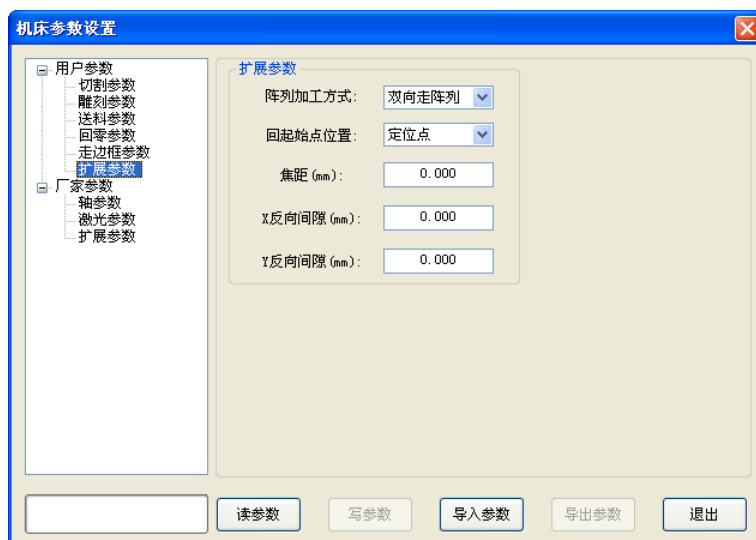 机床参数设置
用户参数
切割参数
雕刻参数
送料参数
回零参数
走边框参数
扩展参数
厂家参数
轴参数
激光参数
扩展参数
扩展参数
阵列加工方式: 双向走阵列
回起始点位置: 定位点
焦距(mm): 0.000
X反向间隙(mm): 0.000
Y反向间隙(mm): 0.000
读参数 写参数 导入参数 导出参数 退出